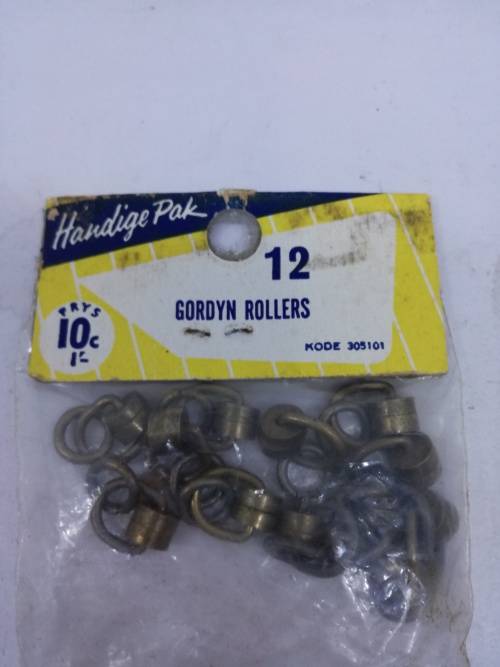 Handige Pak
12
GORDYN ROLLERS
PRYS
10c
1/-
KODE 305101